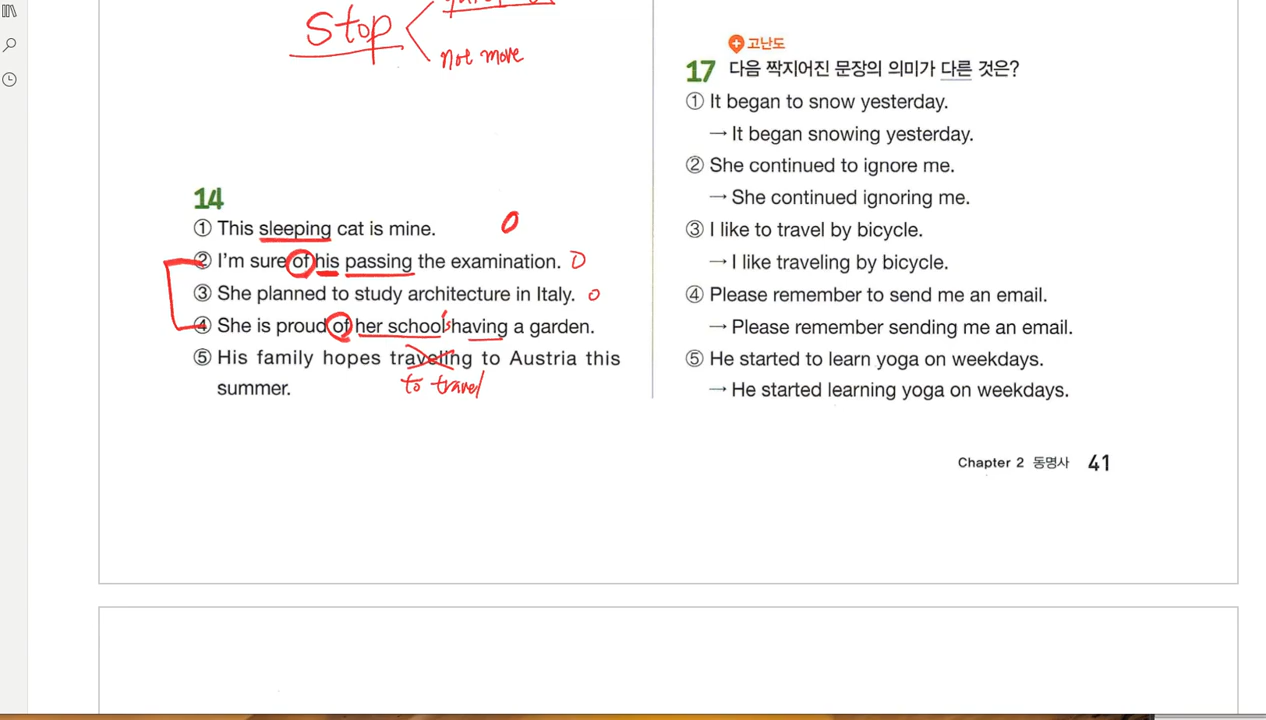 Stop
not move
14
① This sleeping cat is mine. O
② I'm sure of his passing the examination. O
③ She planned to study architecture in Italy. O
④ She is proud of her school's having a garden.
⑤ His family hopes traveling to Austria this
summer. to travel
고난도
17 다음 짝지어진 문장의 의미가 다른 것은?
① It began to snow yesterday.
→ It began snowing yesterday.
② She continued to ignore me.
→ She continued ignoring me.
③ I like to travel by bicycle.
→ I like traveling by bicycle.
④ Please remember to send me an email.
→ Please remember sending me an email.
⑤ He started to learn yoga on weekdays.
→ He started learning yoga on weekdays.
Chapter 2 동명사 41